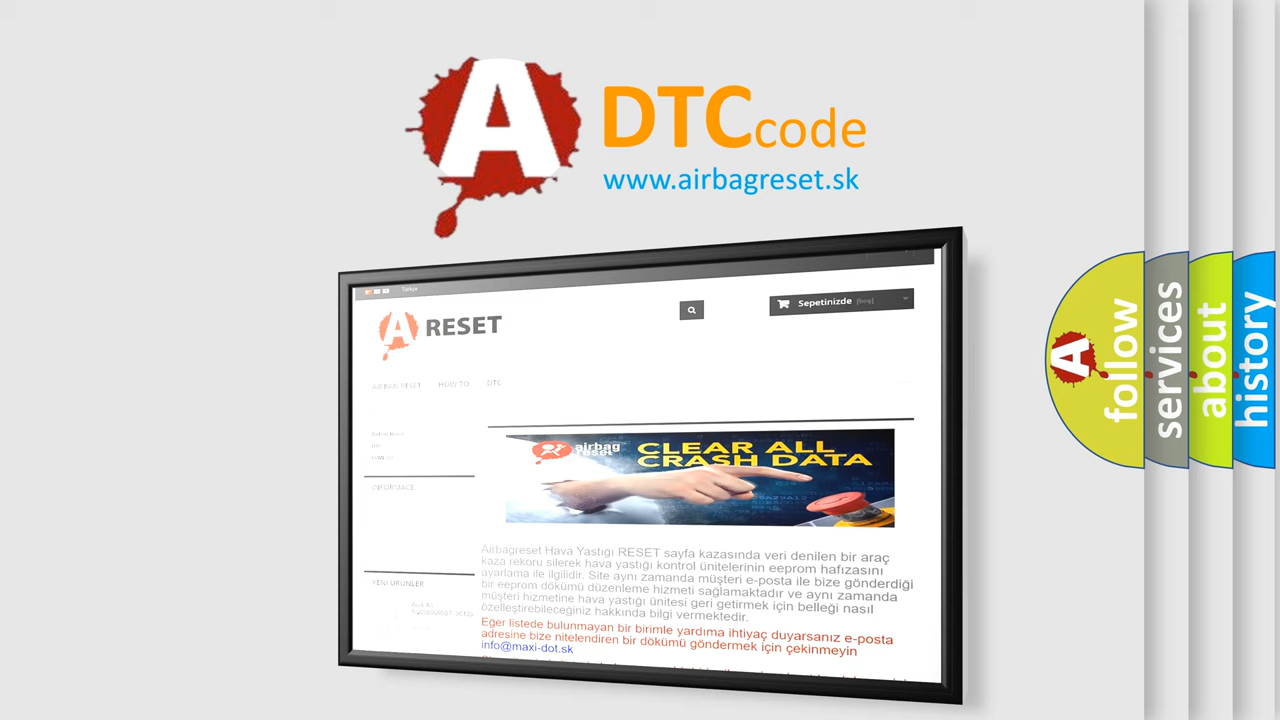 A DTCcode
www.airbagreset.sk
Türkçe
A RESET
Sepetinizde [boş]
AIRBAG RESET HOW TO DTC
INFORMACE
airbag
reset
CLEAR ALL
CRASH DATA
Airbagreset Hava Yastığı RESET sayfa kazasında veri denilen bir araç
kaza rekoru silerek hava yastığı kontrol ünitelerinin eeprom hafızasını
ayarlama ile ilgilidir. Site aynı zamanda müşteri e-posta ile bize gönderdiği
bir eeprom dökümü düzenleme hizmeti sağlamaktadır ve aynı zamanda
müşteri hizmetine hava yastığı ünitesi geri getirmek için belleği nasıl
özelleştirebileceğiniz hakkında bilgi vermektedir.
Eğer listede bulunmayan bir birimle yardıma ihtiyaç duyarsanız e-posta
adresine bize nitelendiren bir dökümü göndermek için çekinmeyin
info@maxi-dot.sk
YENI ÜRÜNLER
A
follow
services
about
history